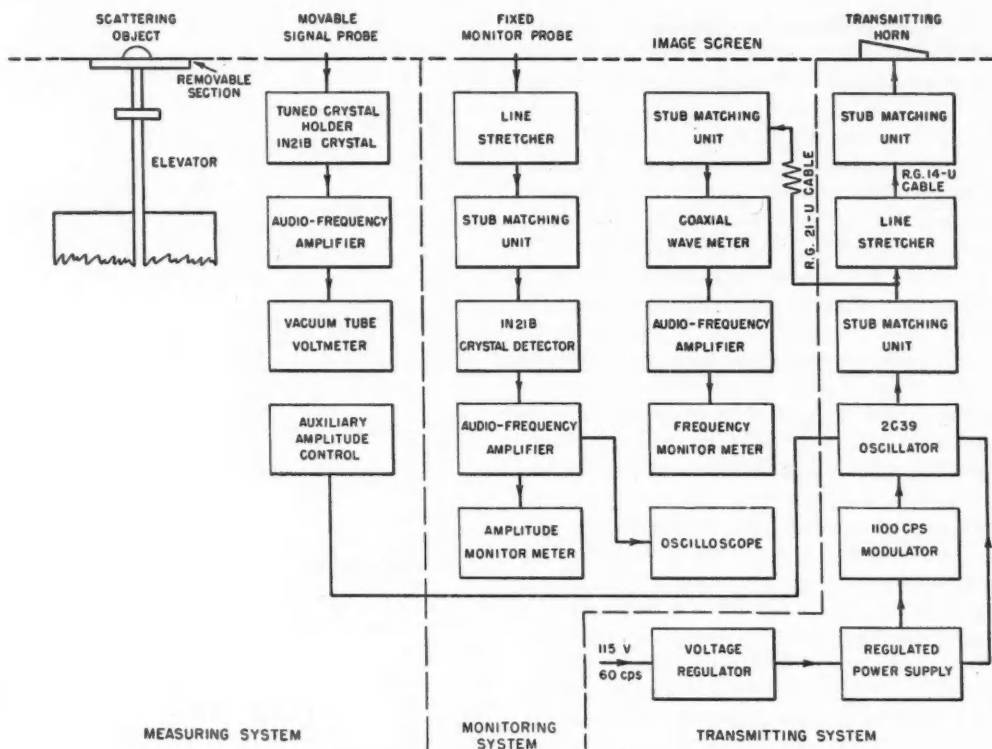 SCATTERING
OBJECT
MOVABLE
SIGNAL PROBE
FIXED
MONITOR PROBE
IMAGE SCREEN
TRANSMITTING
HORN
REMOVABLE
SECTION
ELEVATOR
TUNED CRYSTAL
HOLDER
IN21B CRYSTAL
AUDIO-FREQUENCY
AMPLIFIER
VACUUM TUBE
VOLTMETER
AUXILIARY
AMPLITUDE
CONTROL
LINE
STRETCHER
STUB MATCHING
UNIT
IN21B
CRYSTAL DETECTOR
AUDIO-FREQUENCY
AMPLIFIER
AMPLITUDE
MONITOR METER
STUB MATCHING
UNIT
COAXIAL
WAVE METER
AUDIO-FREQUENCY
AMPLIFIER
FREQUENCY
MONITOR METER
OSCILLOSCOPE
R.G. 21-U CABLE
STUB MATCHING
UNIT
R.G. 14-U
CABLE
LINE
STRETCHER
STUB MATCHING
UNIT
2C39
OSCILLATOR
1100 CPS
MODULATOR
115 V
60 cps
VOLTAGE
REGULATOR
REGULATED
POWER SUPPLY
MEASURING SYSTEM
MONITORING
SYSTEM
TRANSMITTING SYSTEM